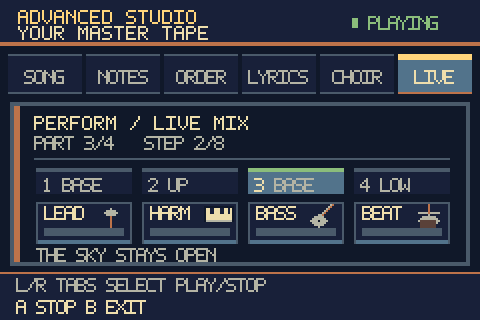 ADVANCED STUDIO
YOUR MASTER TAPE
PLAYING
SONG NOTES ORDER LYRICS CHOIR LIVE
PERFORM / LIVE MIX
PART 3/4 STEP 2/8
1 BASE 2 UP 3 BASE 4 LOW
LEAD HARM BASS BEAT
THE SKY STAYS OPEN
L/R TABS SELECT PLAY/STOP
A STOP B EXIT